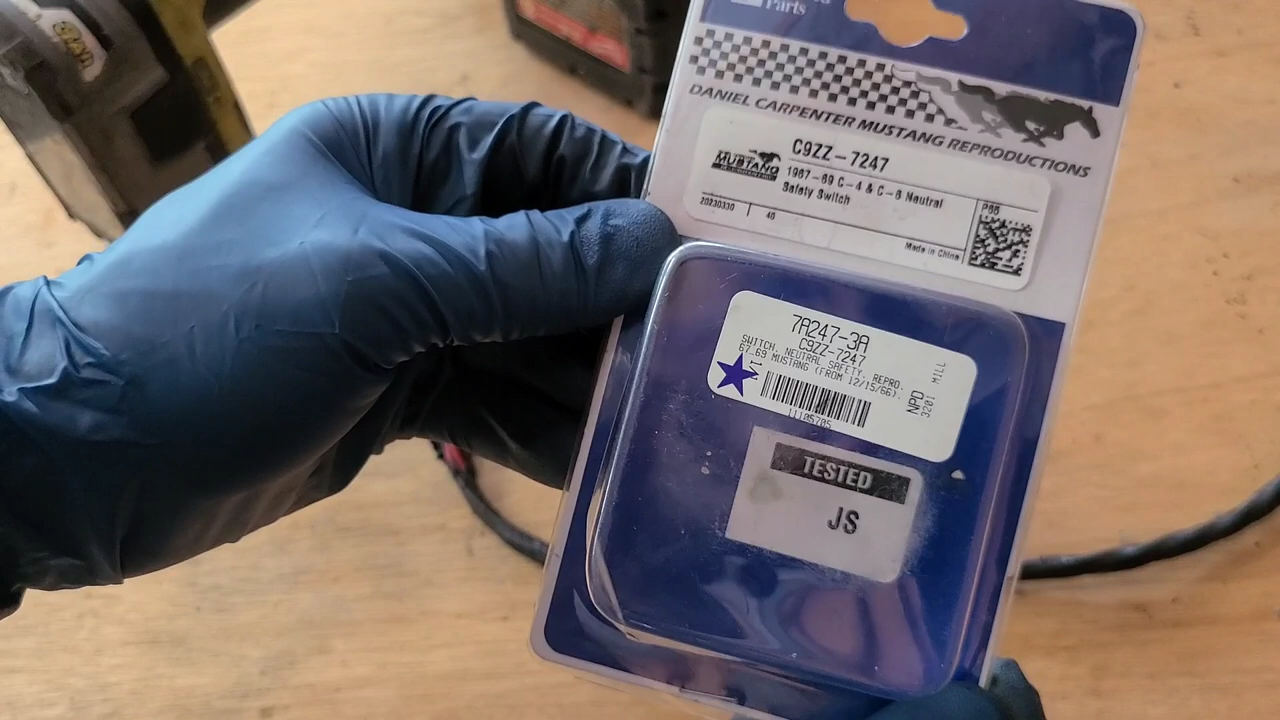 Parts
DANIEL CARPENTER MUSTANG REPRODUCTIONS
C9ZZ-7247
MUSTANG
1967-69 C-4 & C-6 Neutral
Safety Switch
20230330
40
P65
Made in China
7A247-3A
C9ZZ-7247
SWITCH, NEUTRAL SAFETY, REPRO.
67-69 MUSTANG (FROM 12/15/66).
NPD
3201 MILL
11105705
TESTED
JS